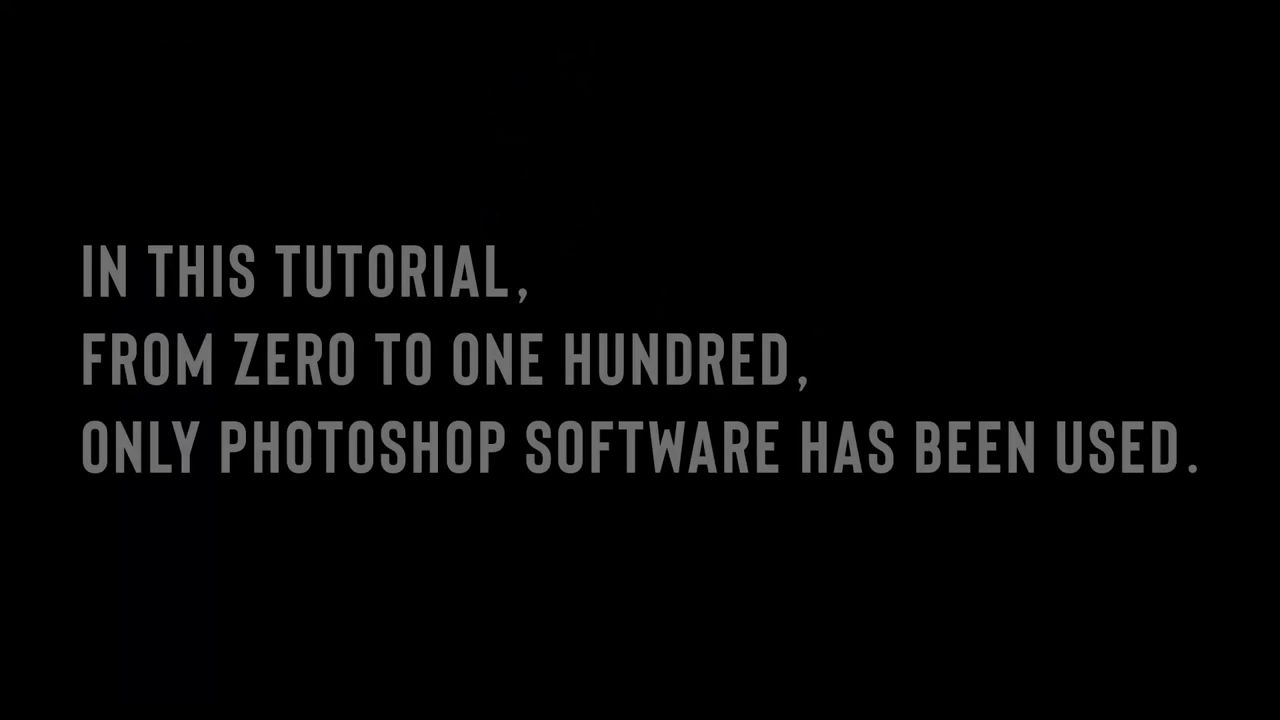 IN THIS TUTORIAL,
FROM ZERO TO ONE HUNDRED,
ONLY PHOTOSHOP SOFTWARE HAS BEEN USED.